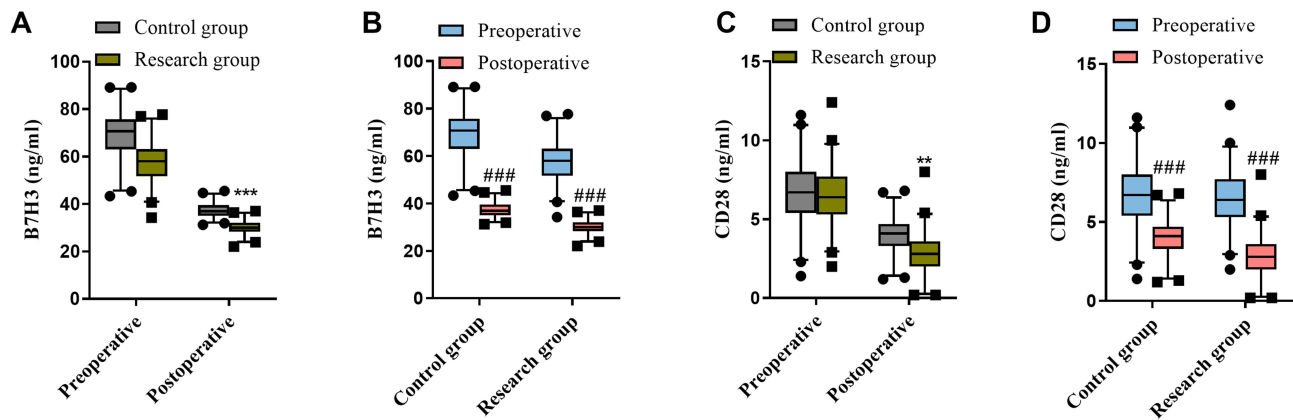 A
Control group
Research group
B7H3 (ng/ml)
100
80
60
40
20
0
***
Preoperative
Postoperative
B
Preoperative
Postoperative
B7H3 (ng/ml)
100
80
60
40
20
0
###
###
Control group
Research group
C
Control group
Research group
CD28 (ng/ml)
15
10
5
0
**
Preoperative
Postoperative
D
Preoperative
Postoperative
CD28 (ng/ml)
15
10
5
0
###
###
Control group
Research group